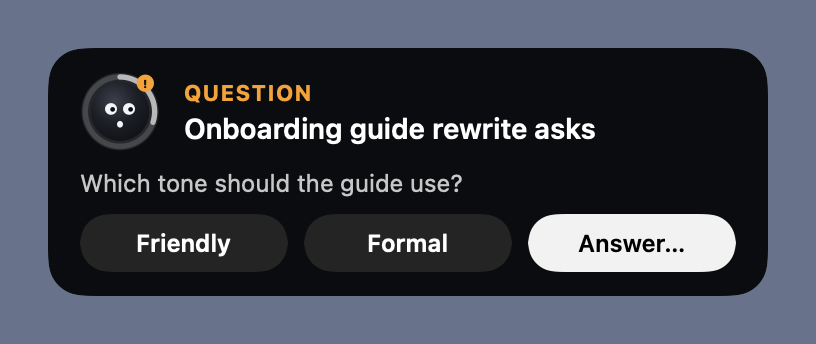 !
QUESTION
Onboarding guide rewrite asks
Which tone should the guide use?
Friendly
Formal
Answer...